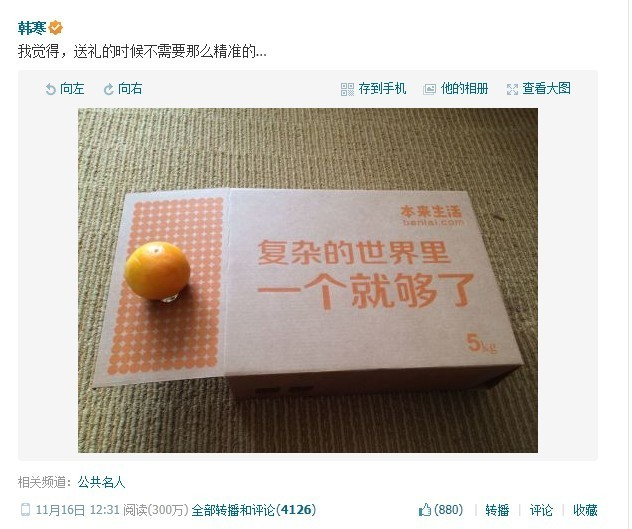 韩寒
我觉得，送礼的时候不需要那么精准的...
向左 向右 存到手机 他的相册 查看大图
本来生活
benlai.com
复杂的世界里
一个就够了
5kg
相关频道：公共名人
11月16日 12:31 阅读(300万) 全部转播和评论(4126) (880) | 转播 | 评论 | 收藏